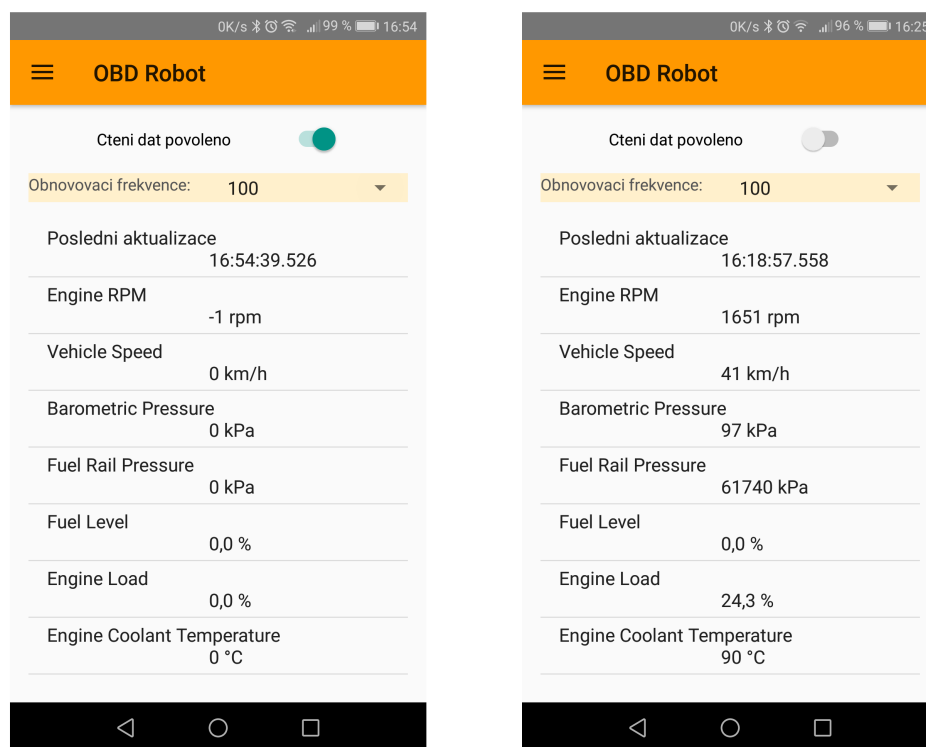 0K/s 99 % 16:54
OBD Robot
Cteni dat povoleno
Obnovovaci frekvence: 100
Posledni aktualizace
16:54:39.526
Engine RPM
-1 rpm
Vehicle Speed
0 km/h
Barometric Pressure
0 kPa
Fuel Rail Pressure
0 kPa
Fuel Level
0,0 %
Engine Load
0,0 %
Engine Coolant Temperature
0 °C
0K/s 96 % 16:25
OBD Robot
Cteni dat povoleno
Obnovovaci frekvence: 100
Posledni aktualizace
16:18:57.558
Engine RPM
1651 rpm
Vehicle Speed
41 km/h
Barometric Pressure
97 kPa
Fuel Rail Pressure
61740 kPa
Fuel Level
0,0 %
Engine Load
24,3 %
Engine Coolant Temperature
90 °C